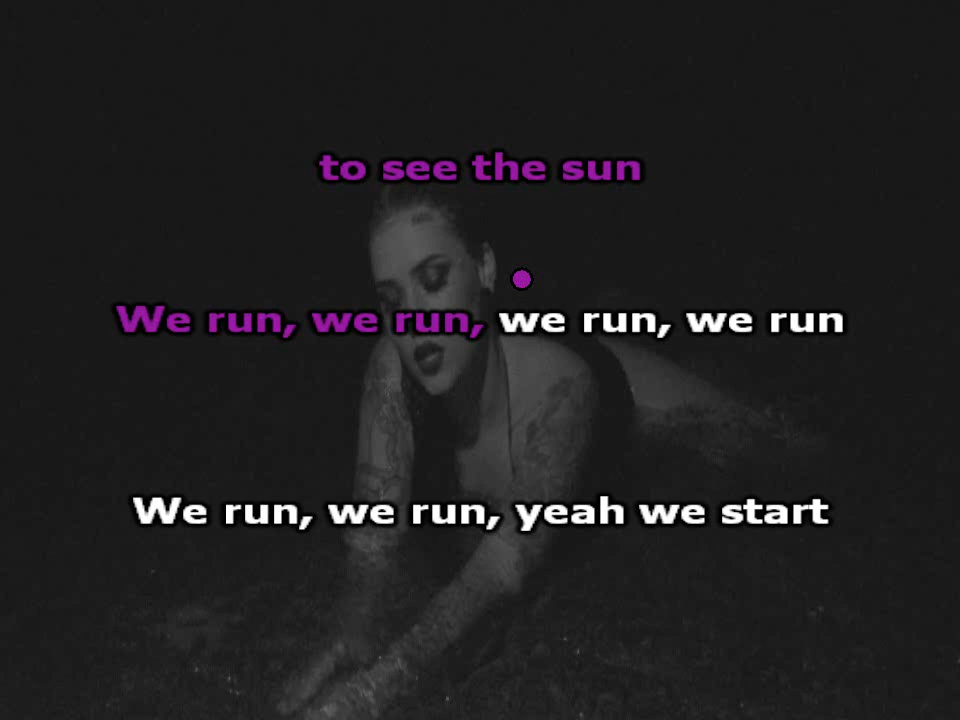 to see the sun
We run, we run, we run, we run
We run, we run, yeah we start